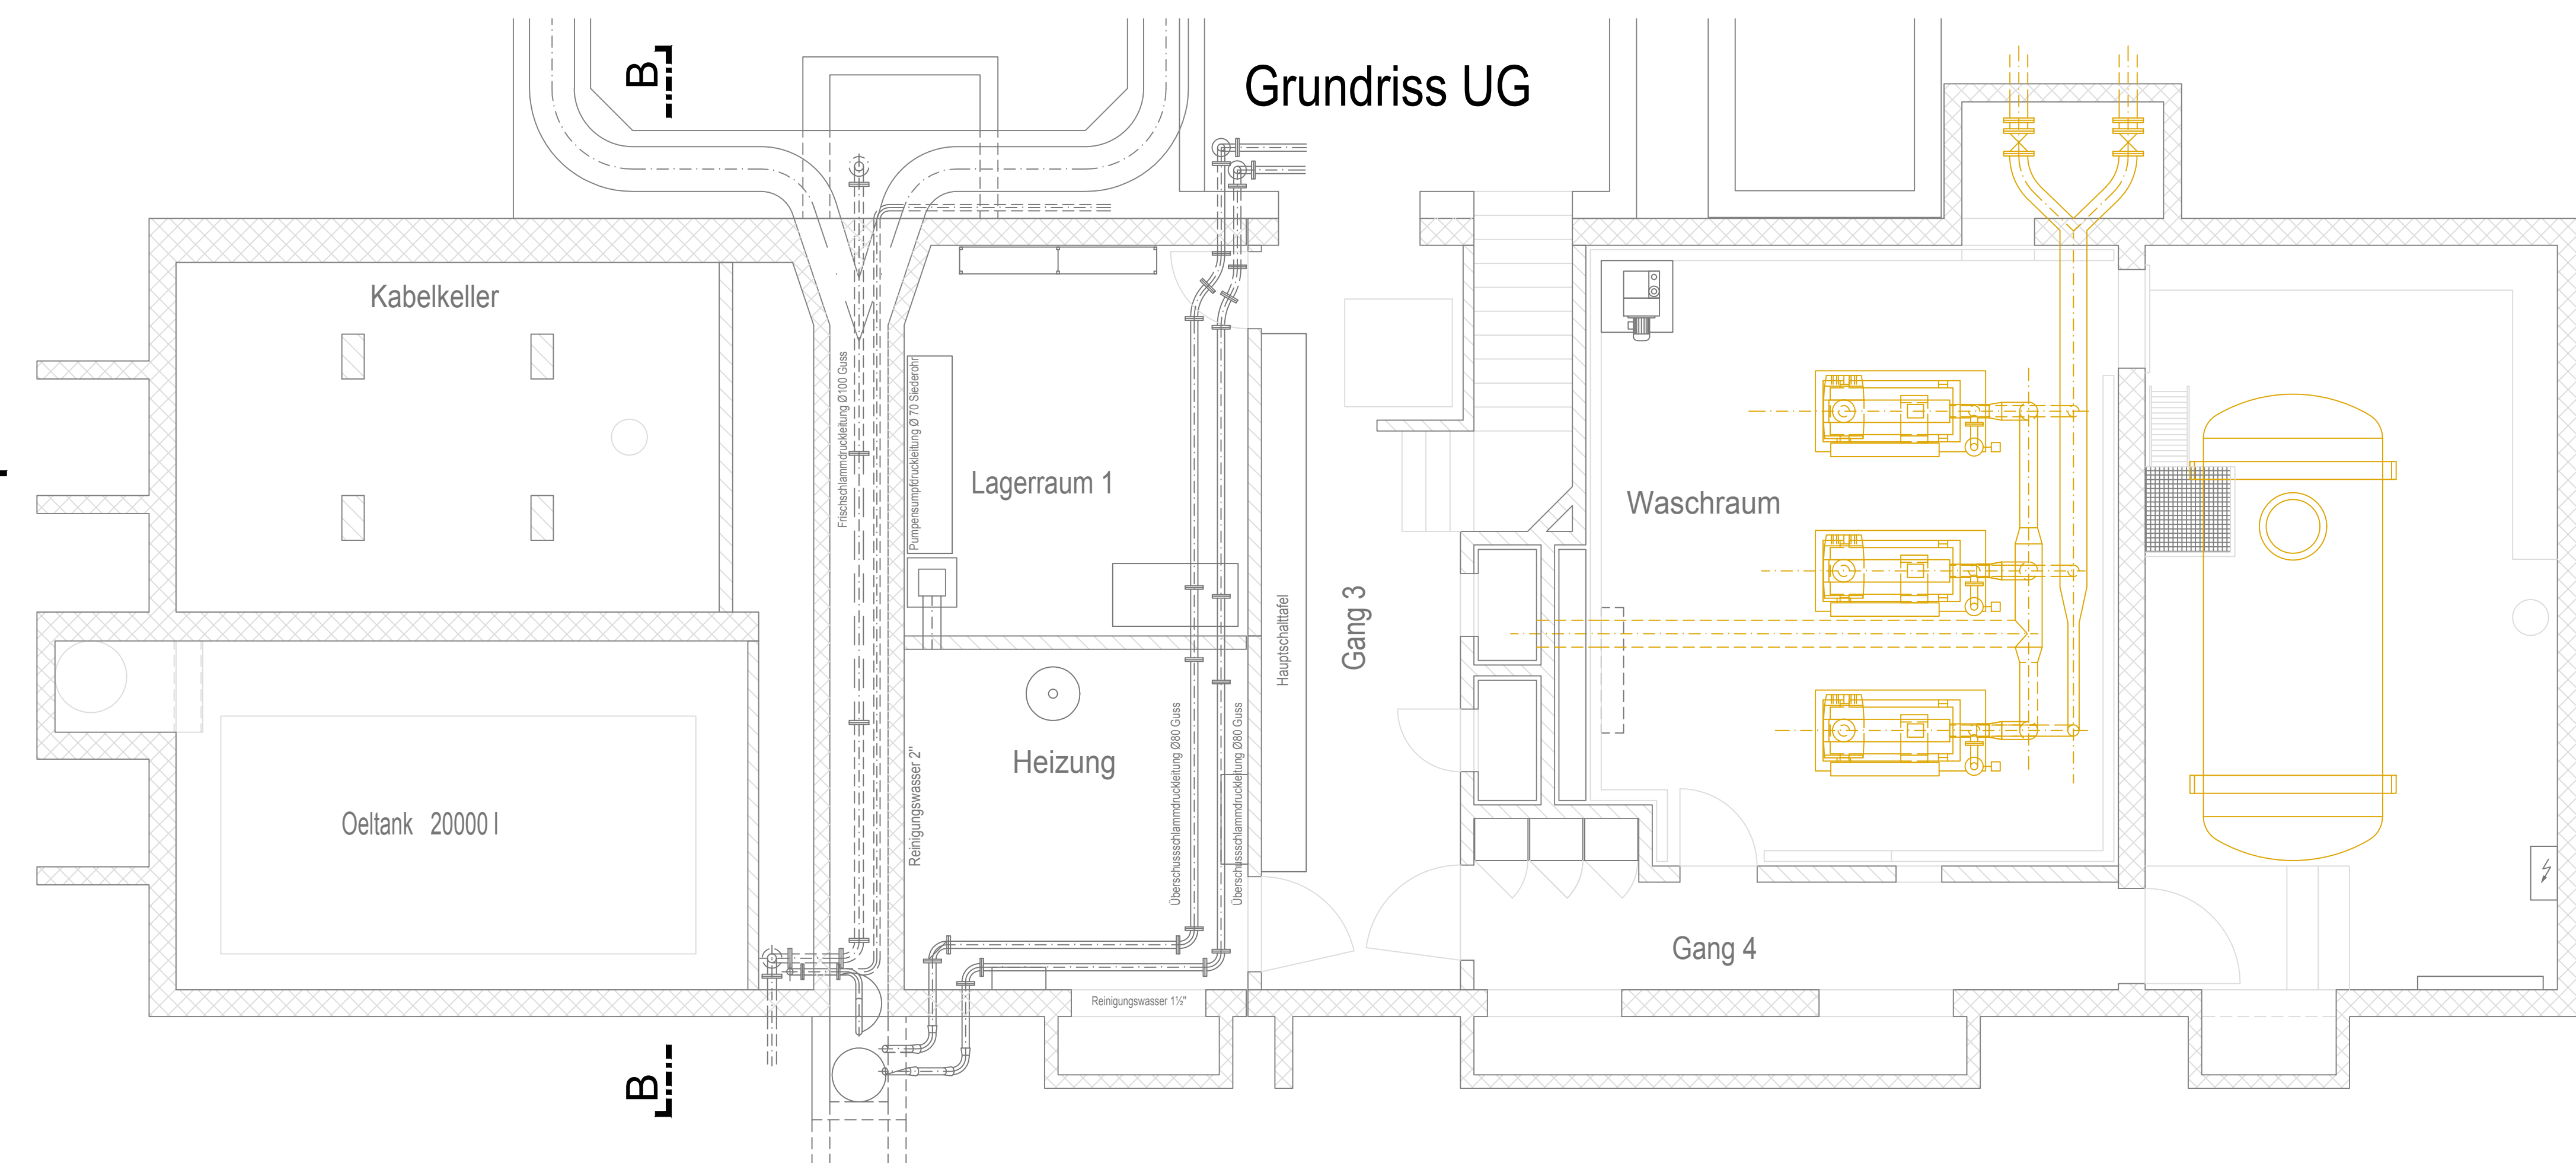 B
Grundriss UG
Kabelkeller
Frischschlammdruckleitung Ø100 Guss
Pumpensumpfdruckleitung Ø 70 Siederohr
Lagerraum 1
Waschraum
Hauptschalttafel
Gang 3
Reinigungswasser 2"
Heizung
Überschussschlammdruckleitung Ø80 Guss
Überschussschlammdruckleitung Ø80 Guss
Oeltank 20000 l
Gang 4
Reinigungswasser 1½"
B